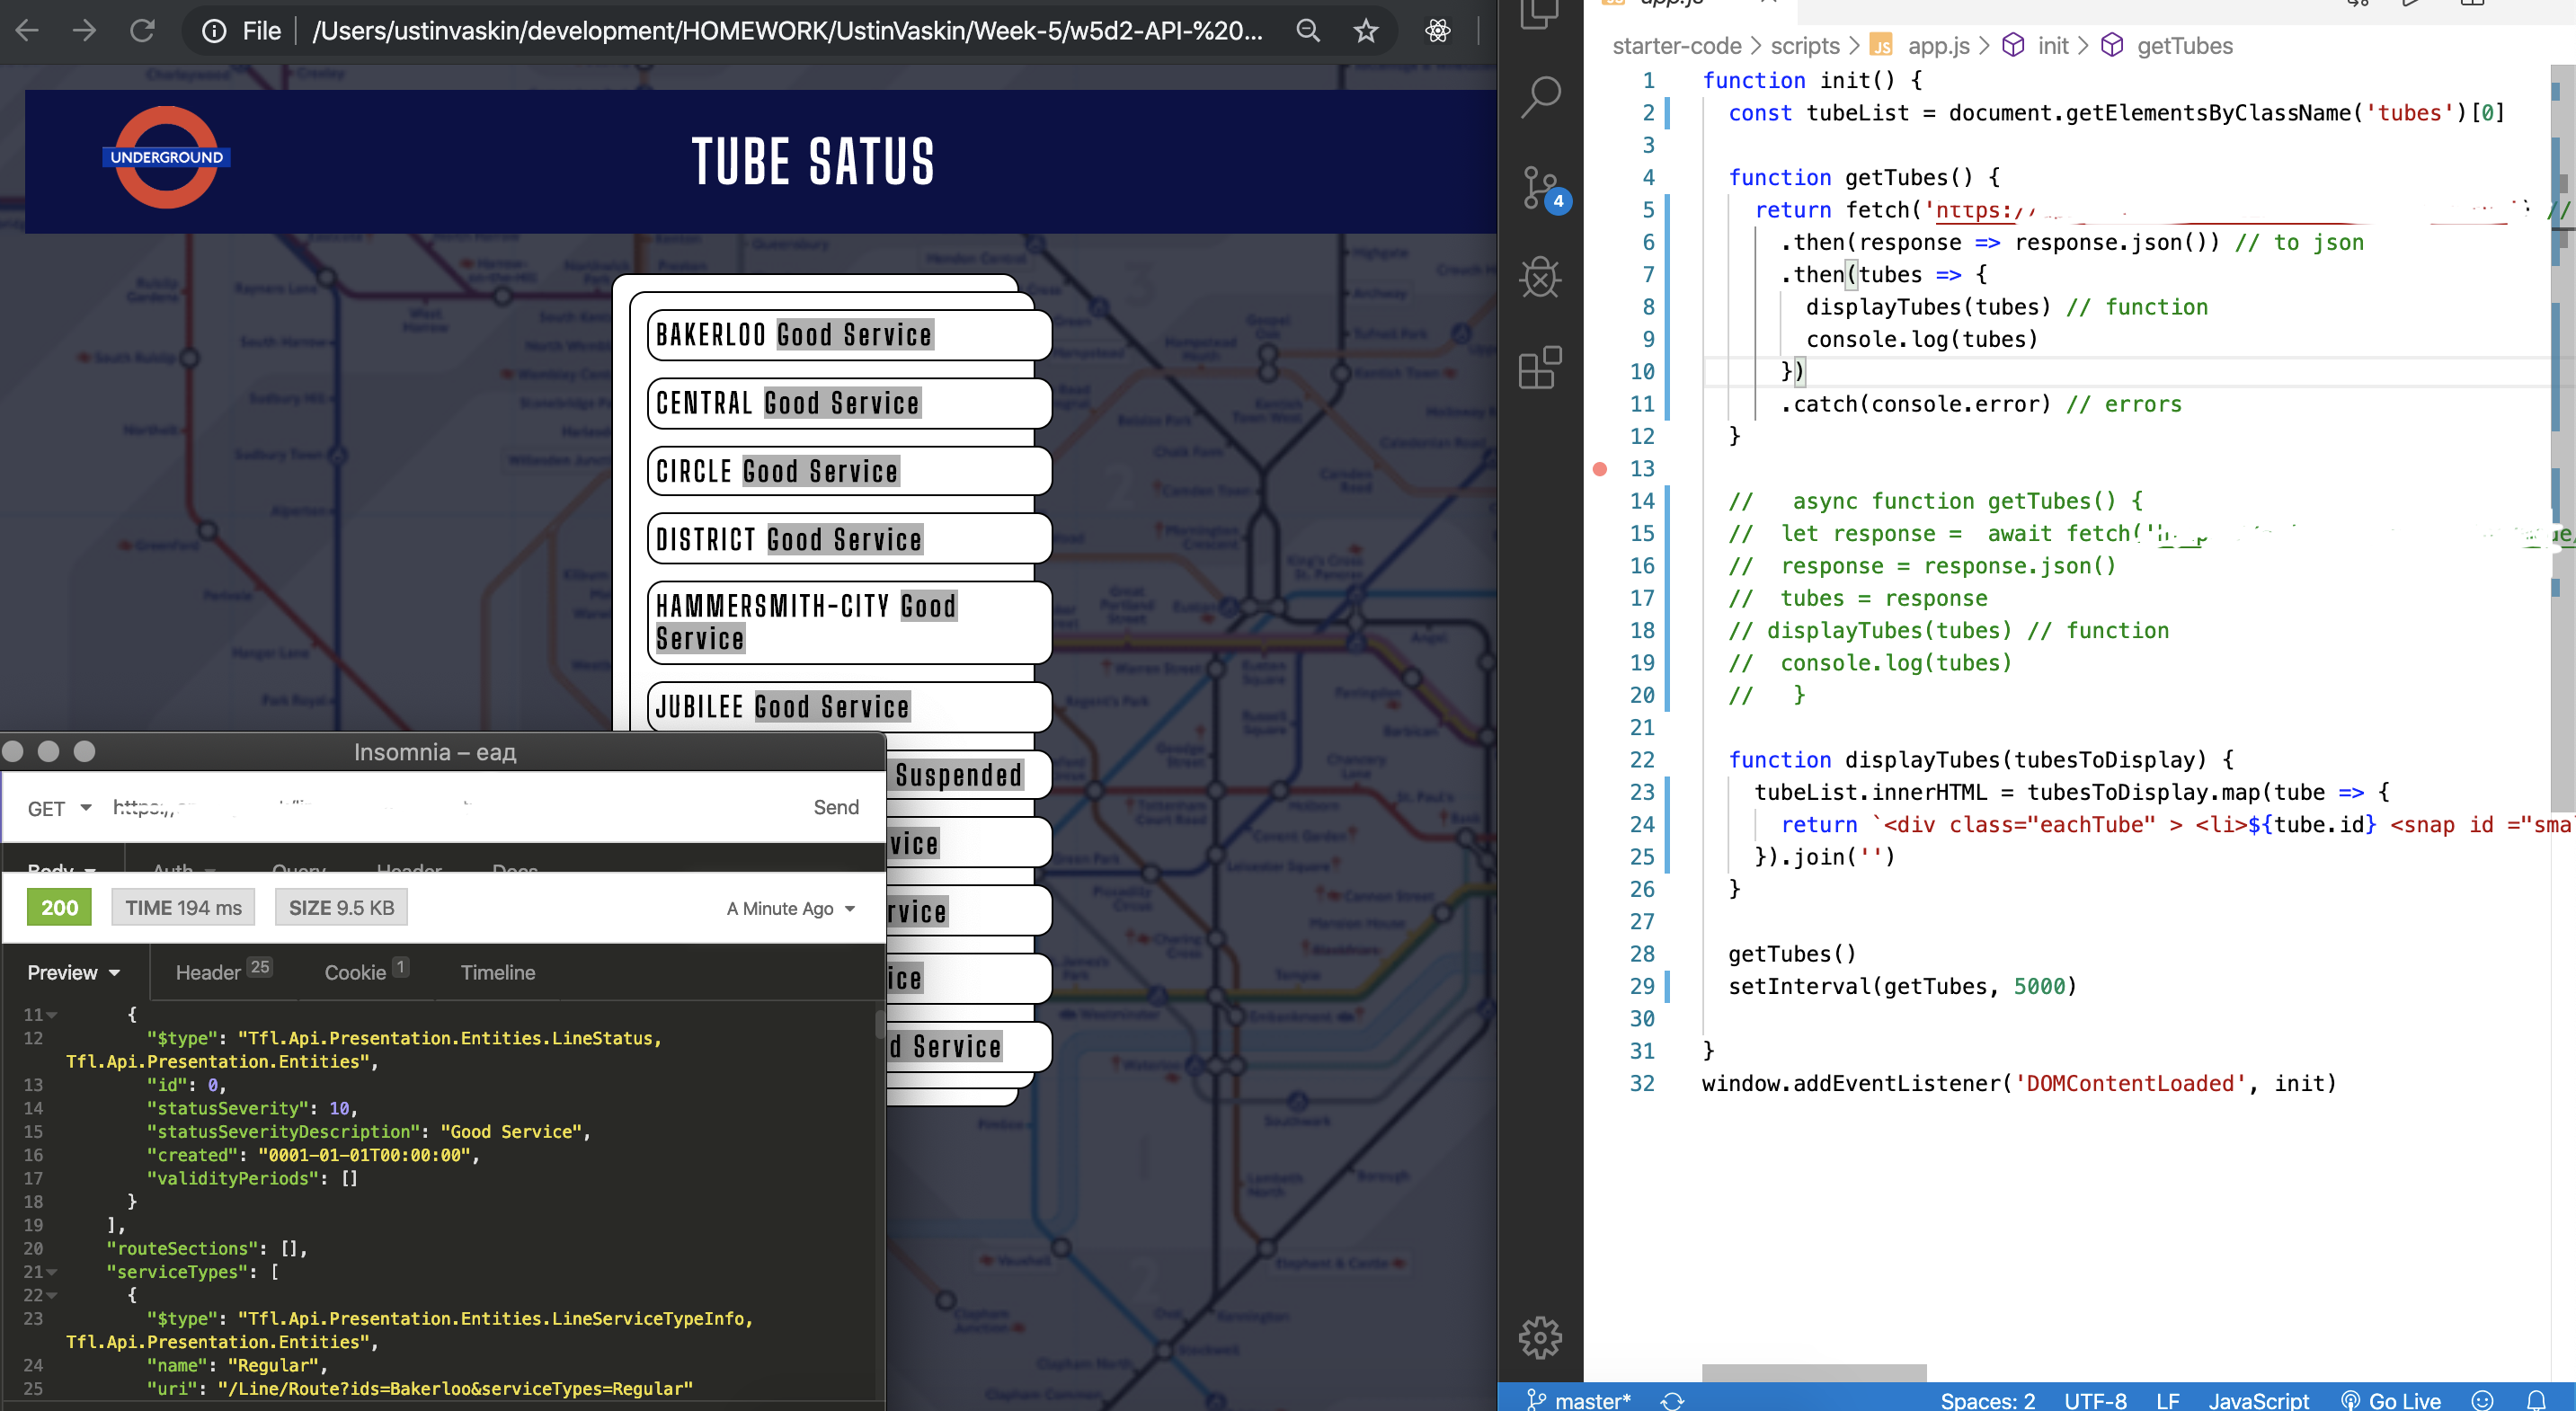 File
/Users/ustinvaskin/development/HOMEWORK/UstinVaskin/Week-5/w5d2-API-%20...
UNDERGROUND
TUBE SATUS
BAKERLOO Good Service
CENTRAL Good Service
CIRCLE Good Service
DISTRICT Good Service
HAMMERSMITH-CITY Good
Service
JUBILEE Good Service
Suspended
vice
rvice
ice
d Service
Insomnia – еад
GET
Send
Body Auth Query Header Docs
200 TIME 194 ms SIZE 9.5 KB A Minute Ago
Preview Header 25 Cookie 1 Timeline
11 {
12 "$type": "Tfl.Api.Presentation.Entities.LineStatus,
Tfl.Api.Presentation.Entities",
13 "id": 0,
14 "statusSeverity": 10,
15 "statusSeverityDescription": "Good Service",
16 "created": "0001-01-01T00:00:00",
17 "validityPeriods": []
18 }
19 ],
20 "routeSections": [],
21 "serviceTypes": [
22 {
23 "$type": "Tfl.Api.Presentation.Entities.LineServiceTypeInfo,
Tfl.Api.Presentation.Entities",
24 "name": "Regular",
25 "uri": "/Line/Route?ids=Bakerloo&serviceTypes=Regular"
4
app.js
starter-code > scripts > JS app.js > init > getTubes
1 function init() {
2 const tubeList = document.getElementsByClassName('tubes')[0]
3
4 function getTubes() {
5 return fetch('https:/ //
6 .then(response => response.json()) // to json
7 .then(tubes => {
8 displayTubes(tubes) // function
9 console.log(tubes)
10 })
11 .catch(console.error) // errors
12 }
13
14 // async function getTubes() {
15 // let response = await fetch('
16 // response = response.json()
17 // tubes = response
18 // displayTubes(tubes) // function
19 // console.log(tubes)
20 // }
21
22 function displayTubes(tubesToDisplay) {
23 tubeList.innerHTML = tubesToDisplay.map(tube => {
24 return `<div class="eachTube" > <li>${tube.id} <snap id ="sma
25 }).join('')
26 }
27
28 getTubes()
29 setInterval(getTubes, 5000)
30
31 }
32 window.addEventListener('DOMContentLoaded', init)
master* Spaces: 2 UTF-8 LF JavaScript Go Live